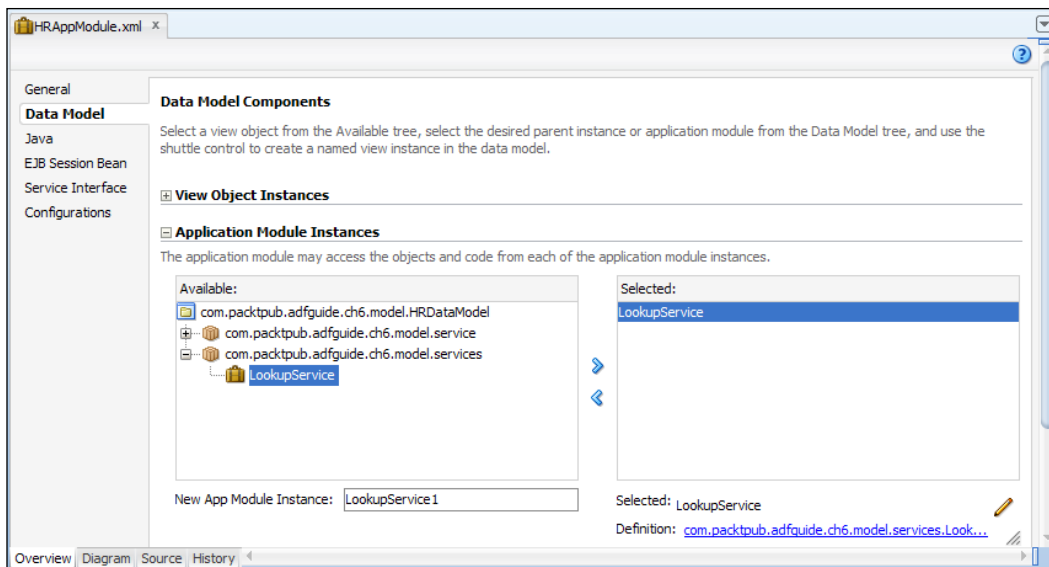 HRAppModule.xml
General
Data Model
Java
EJB Session Bean
Service Interface
Configurations
Data Model Components
Select a view object from the Available tree, select the desired parent instance or application module from the Data Model tree, and use the
shuttle control to create a named view instance in the data model.
View Object Instances
Application Module Instances
The application module may access the objects and code from each of the application module instances.
Available:
com.packtpub.adfguide.ch6.model.HRDataModel
com.packtpub.adfguide.ch6.model.service
com.packtpub.adfguide.ch6.model.services
LookupService
New App Module Instance: LookupService1
Selected:
LookupService
Selected: LookupService
Definition: com.packtpub.adfguide.ch6.model.services.Look...
Overview Diagram Source History